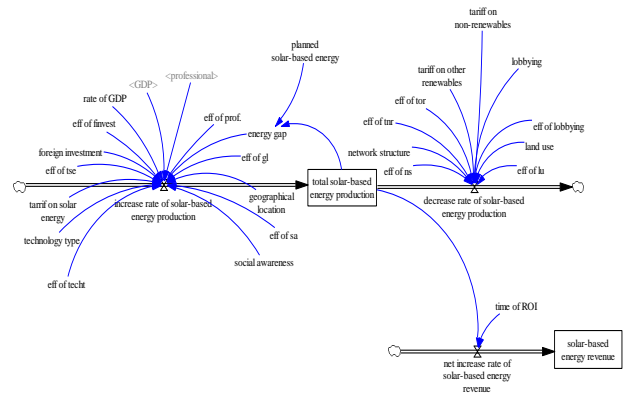 tariff on
non-renewables
planned
solar-based energy
lobbying
<professional>
<GDP>
tariff on other
renewables
rate of GDP
eff of tor
eff of prof.
eff of finvest
eff of tnr
energy gap
eff of lobbying
foreign investment
network structure
land use
eff of gl
eff of tse
eff of ns
eff of lu
total solar-based
energy production
tarrif on solar
energy
increase rate of solar-based
energy production
geographical
location
decrease rate of solar-based
energy production
technology type
eff of sa
social awareness
eff of techt
time of ROI
solar-based
energy revenue
net increase rate of
solar-based energy
revenue